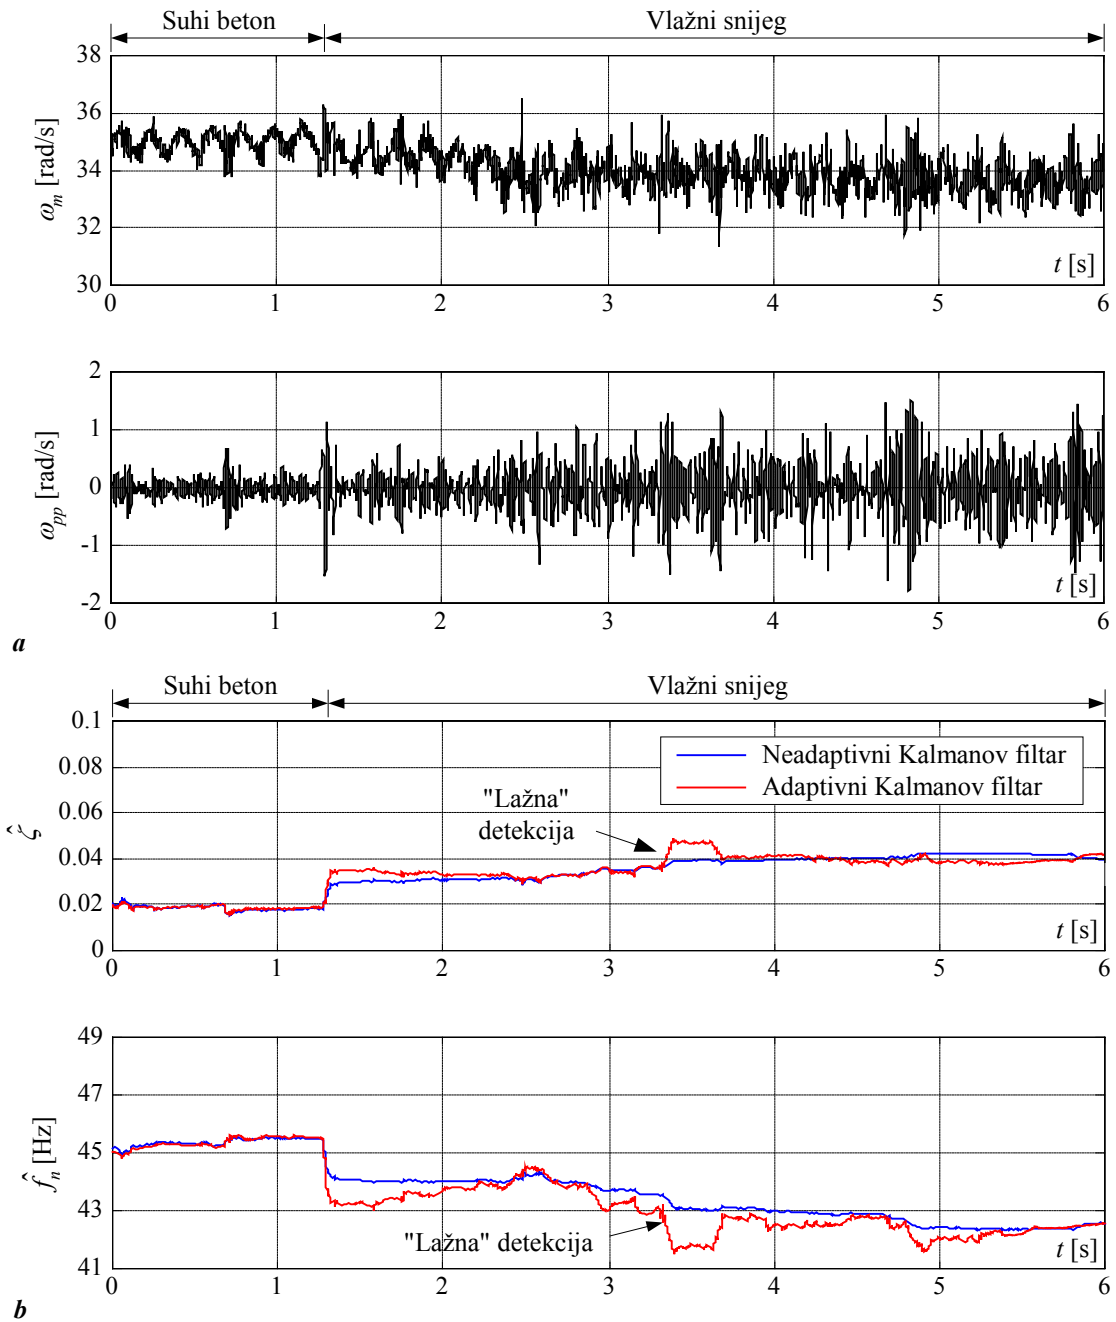 Suhi beton Vlažni snijeg
38
36
34
32
30
ω_m [rad/s]
t [s]
0 1 2 3 4 5 6
2
1
0
-1
-2
ω_pp [rad/s]
t [s]
0 1 2 3 4 5 6
a
Suhi beton Vlažni snijeg
0.1
0.08
0.06
0.04
0.02
0
ζ̂
Neadaptivni Kalmanov filtar
Adaptivni Kalmanov filtar
"Lažna"
detekcija
t [s]
0 1 2 3 4 5 6
49
47
45
43
41
f̂_n [Hz]
"Lažna" detekcija
t [s]
0 1 2 3 4 5 6
b